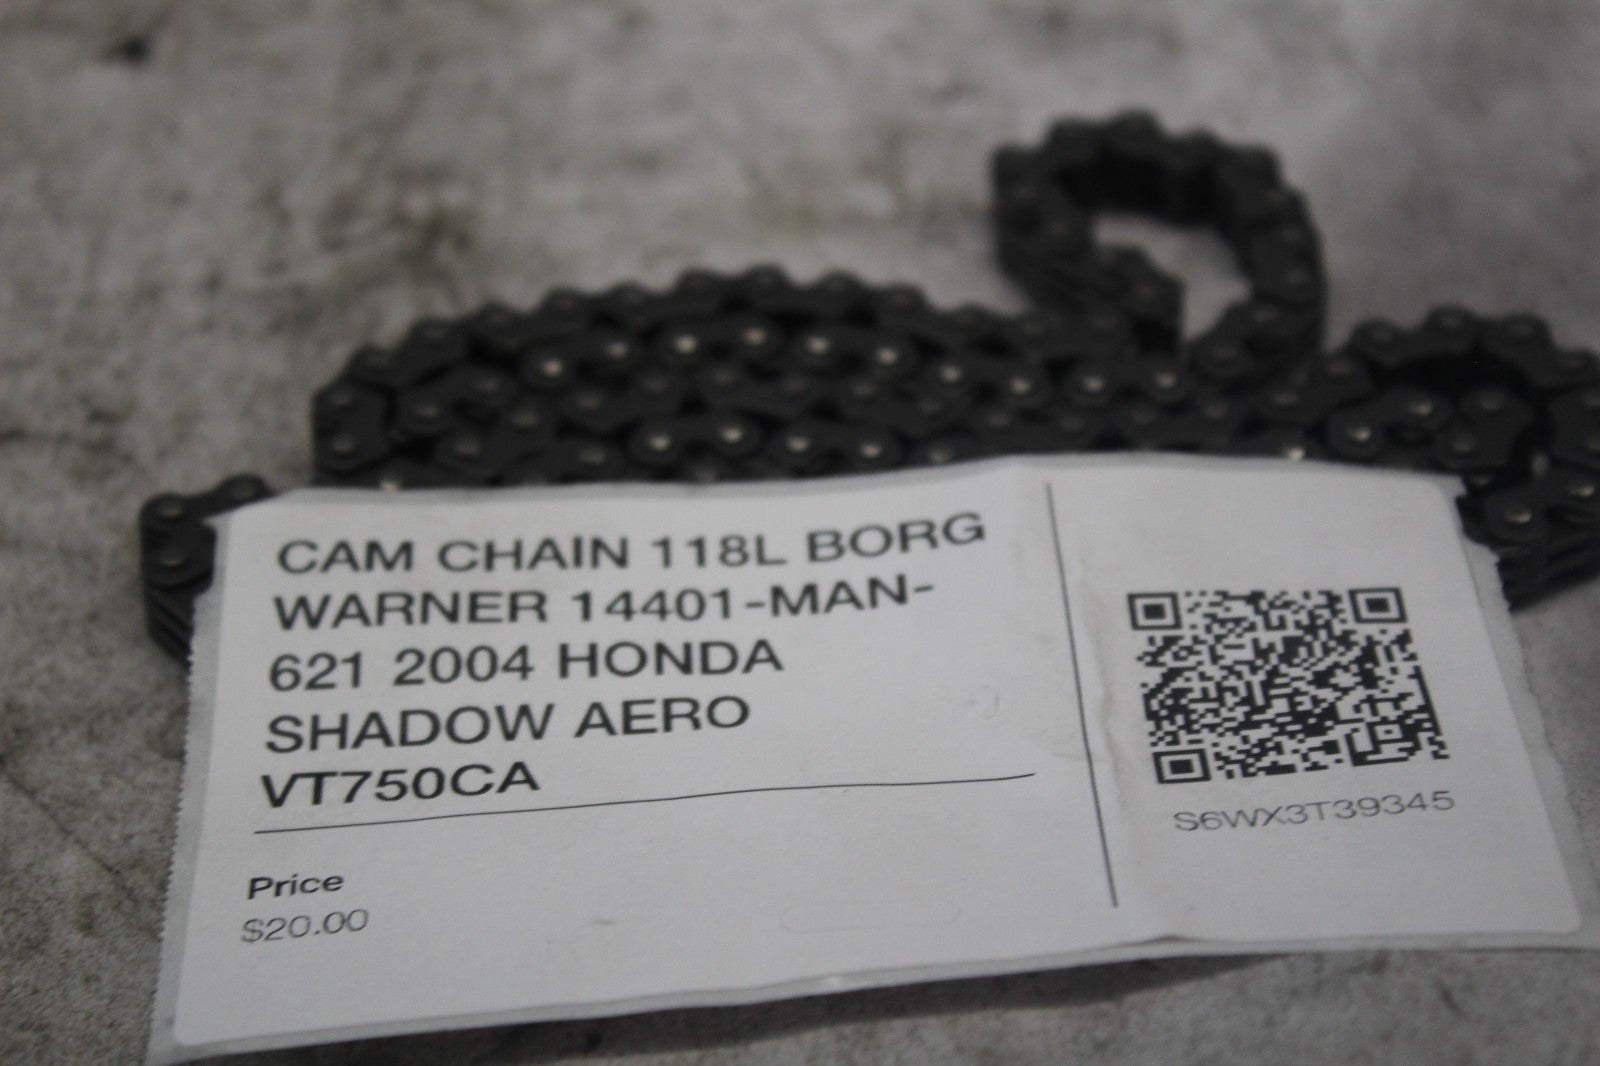 CAM CHAIN 118L BORG
WARNER 14401-MAN-
621 2004 HONDA
SHADOW AERO
VT750CA
Price
$20.00
S6WX3T39345